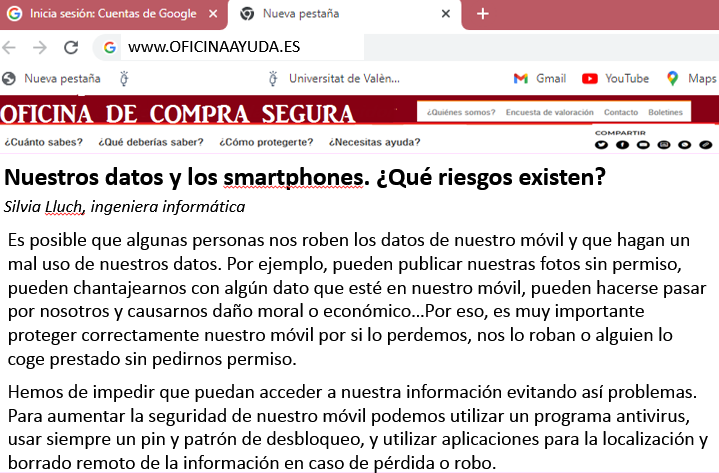 Inicia sesión: Cuentas de Google
Nueva pestaña
www.OFICINAAYUDA.ES
Nueva pestaña
Universitat de Valèn...
Gmail
YouTube
Maps
OFICINA DE COMPRA SEGURA
¿Quiénes somos? Encuesta de valoración Contacto Boletines
¿Cuánto sabes? ¿Qué deberías saber? ¿Cómo protegerte? ¿Necesitas ayuda?
COMPARTIR
Nuestros datos y los smartphones. ¿Qué riesgos existen?
Silvia Lluch, ingeniera informática
Es posible que algunas personas nos roben los datos de nuestro móvil y que hagan un
mal uso de nuestros datos. Por ejemplo, pueden publicar nuestras fotos sin permiso,
pueden chantajearnos con algún dato que esté en nuestro móvil, pueden hacerse pasar
por nosotros y causarnos daño moral o económico...Por eso, es muy importante
proteger correctamente nuestro móvil por si lo perdemos, nos lo roban o alguien lo
coge prestado sin pedirnos permiso.
Hemos de impedir que puedan acceder a nuestra información evitando así problemas.
Para aumentar la seguridad de nuestro móvil podemos utilizar un programa antivirus,
usar siempre un pin y patrón de desbloqueo, y utilizar aplicaciones para la localización y
borrado remoto de la información en caso de pérdida o robo.